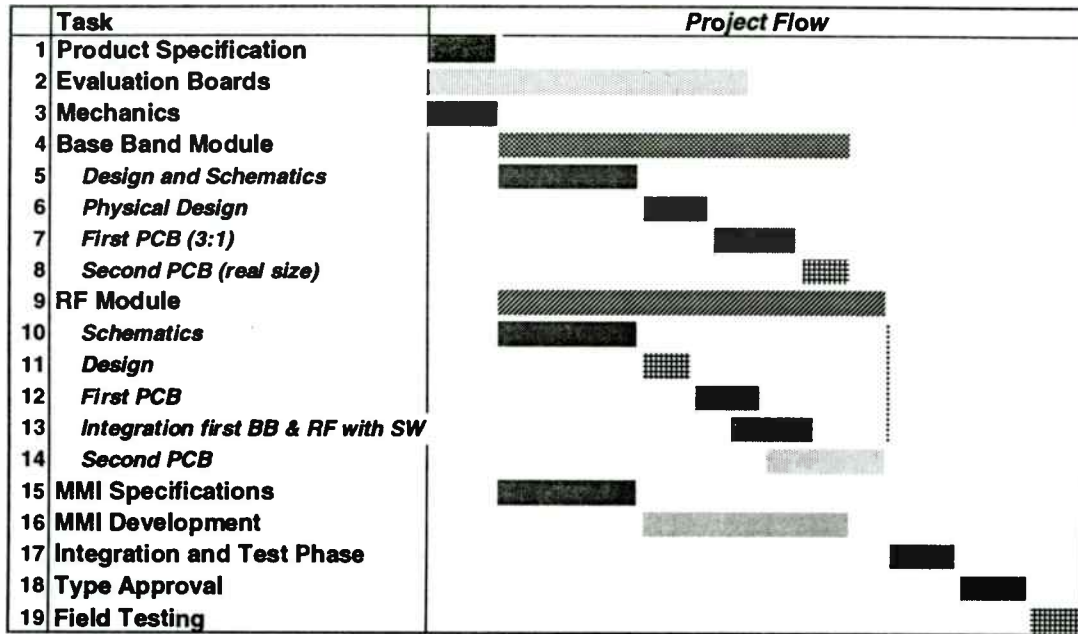 Task Project Flow
1 Product Specification
2 Evaluation Boards
3 Mechanics
4 Base Band Module
5 Design and Schematics
6 Physical Design
7 First PCB (3:1)
8 Second PCB (real size)
9 RF Module
10 Schematics
11 Design
12 First PCB
13 Integration first BB & RF with SW
14 Second PCB
15 MMI Specifications
16 MMI Development
17 Integration and Test Phase
18 Type Approval
19 Field Testing